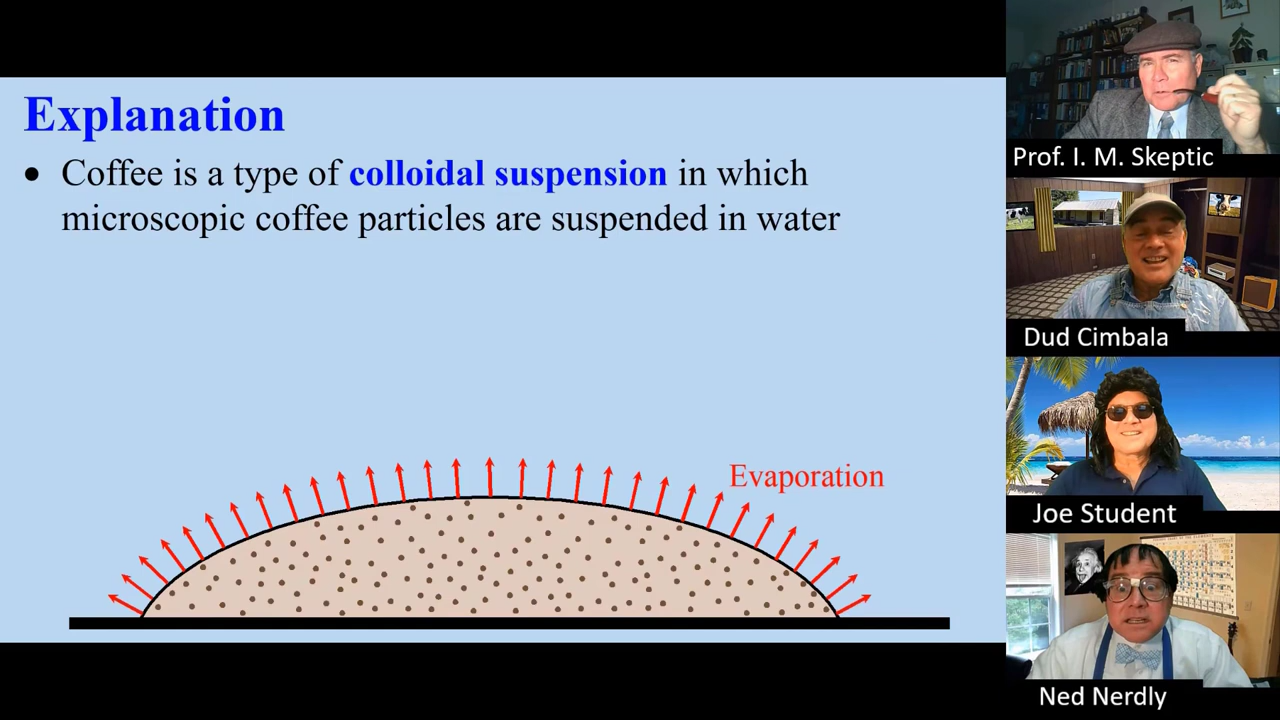 Explanation
• Coffee is a type of colloidal suspension in which
microscopic coffee particles are suspended in water
Evaporation
Prof. I. M. Skeptic
Dud Cimbala
Joe Student
Ned Nerdly